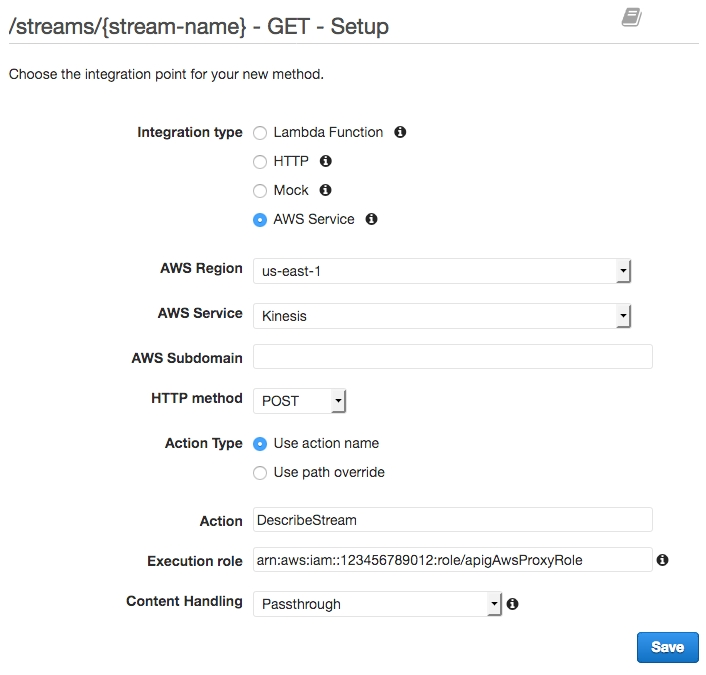 /streams/{stream-name} - GET - Setup
Choose the integration point for your new method.
Integration type Lambda Function
HTTP
Mock
AWS Service
AWS Region us-east-1
AWS Service Kinesis
AWS Subdomain
HTTP method POST
Action Type Use action name
Use path override
Action DescribeStream
Execution role arn:aws:iam::123456789012:role/apigAwsProxyRole
Content Handling Passthrough
Save